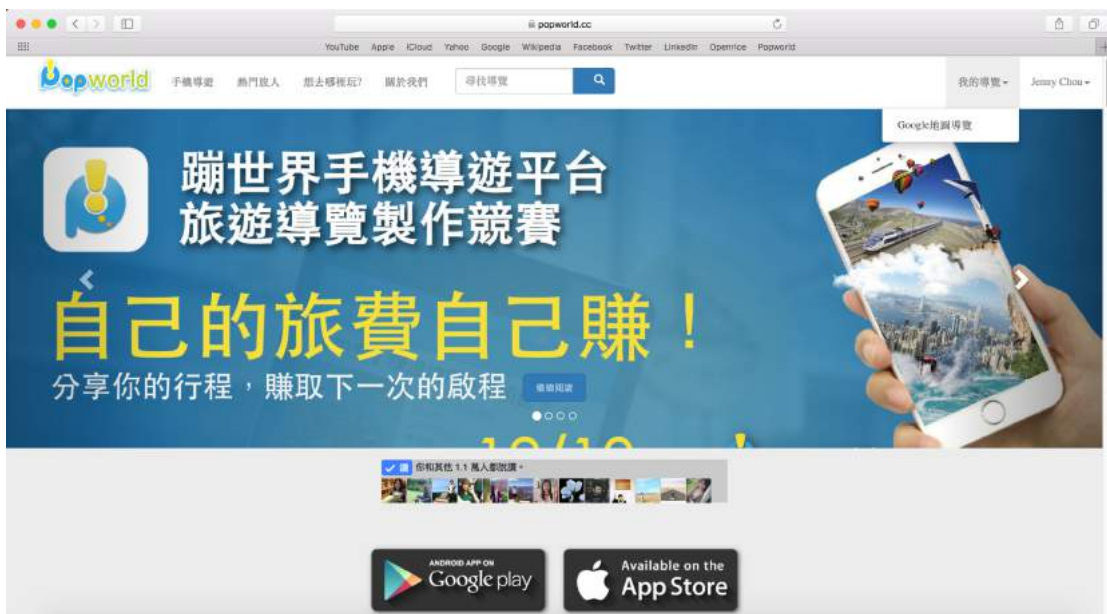 popworld.cc
YouTube Apple iCloud Yahoo Google Wikipedia Facebook Twitter LinkedIn Openrice Popworld
Popworld 手機導遊 熱門旅人 想去哪裡玩? 關於我們 尋找導覽 我的導覽 Jenny Chou
Google地圖導覽
蹦世界手機導遊平台
旅遊導覽製作競賽
自己的旅費自己賺!
分享你的行程,賺取下一次的啟程 繼續閱讀
讚 你和其他 1.1 萬人都說讚。
ANDROID APP ON
Google play
Available on the
App Store